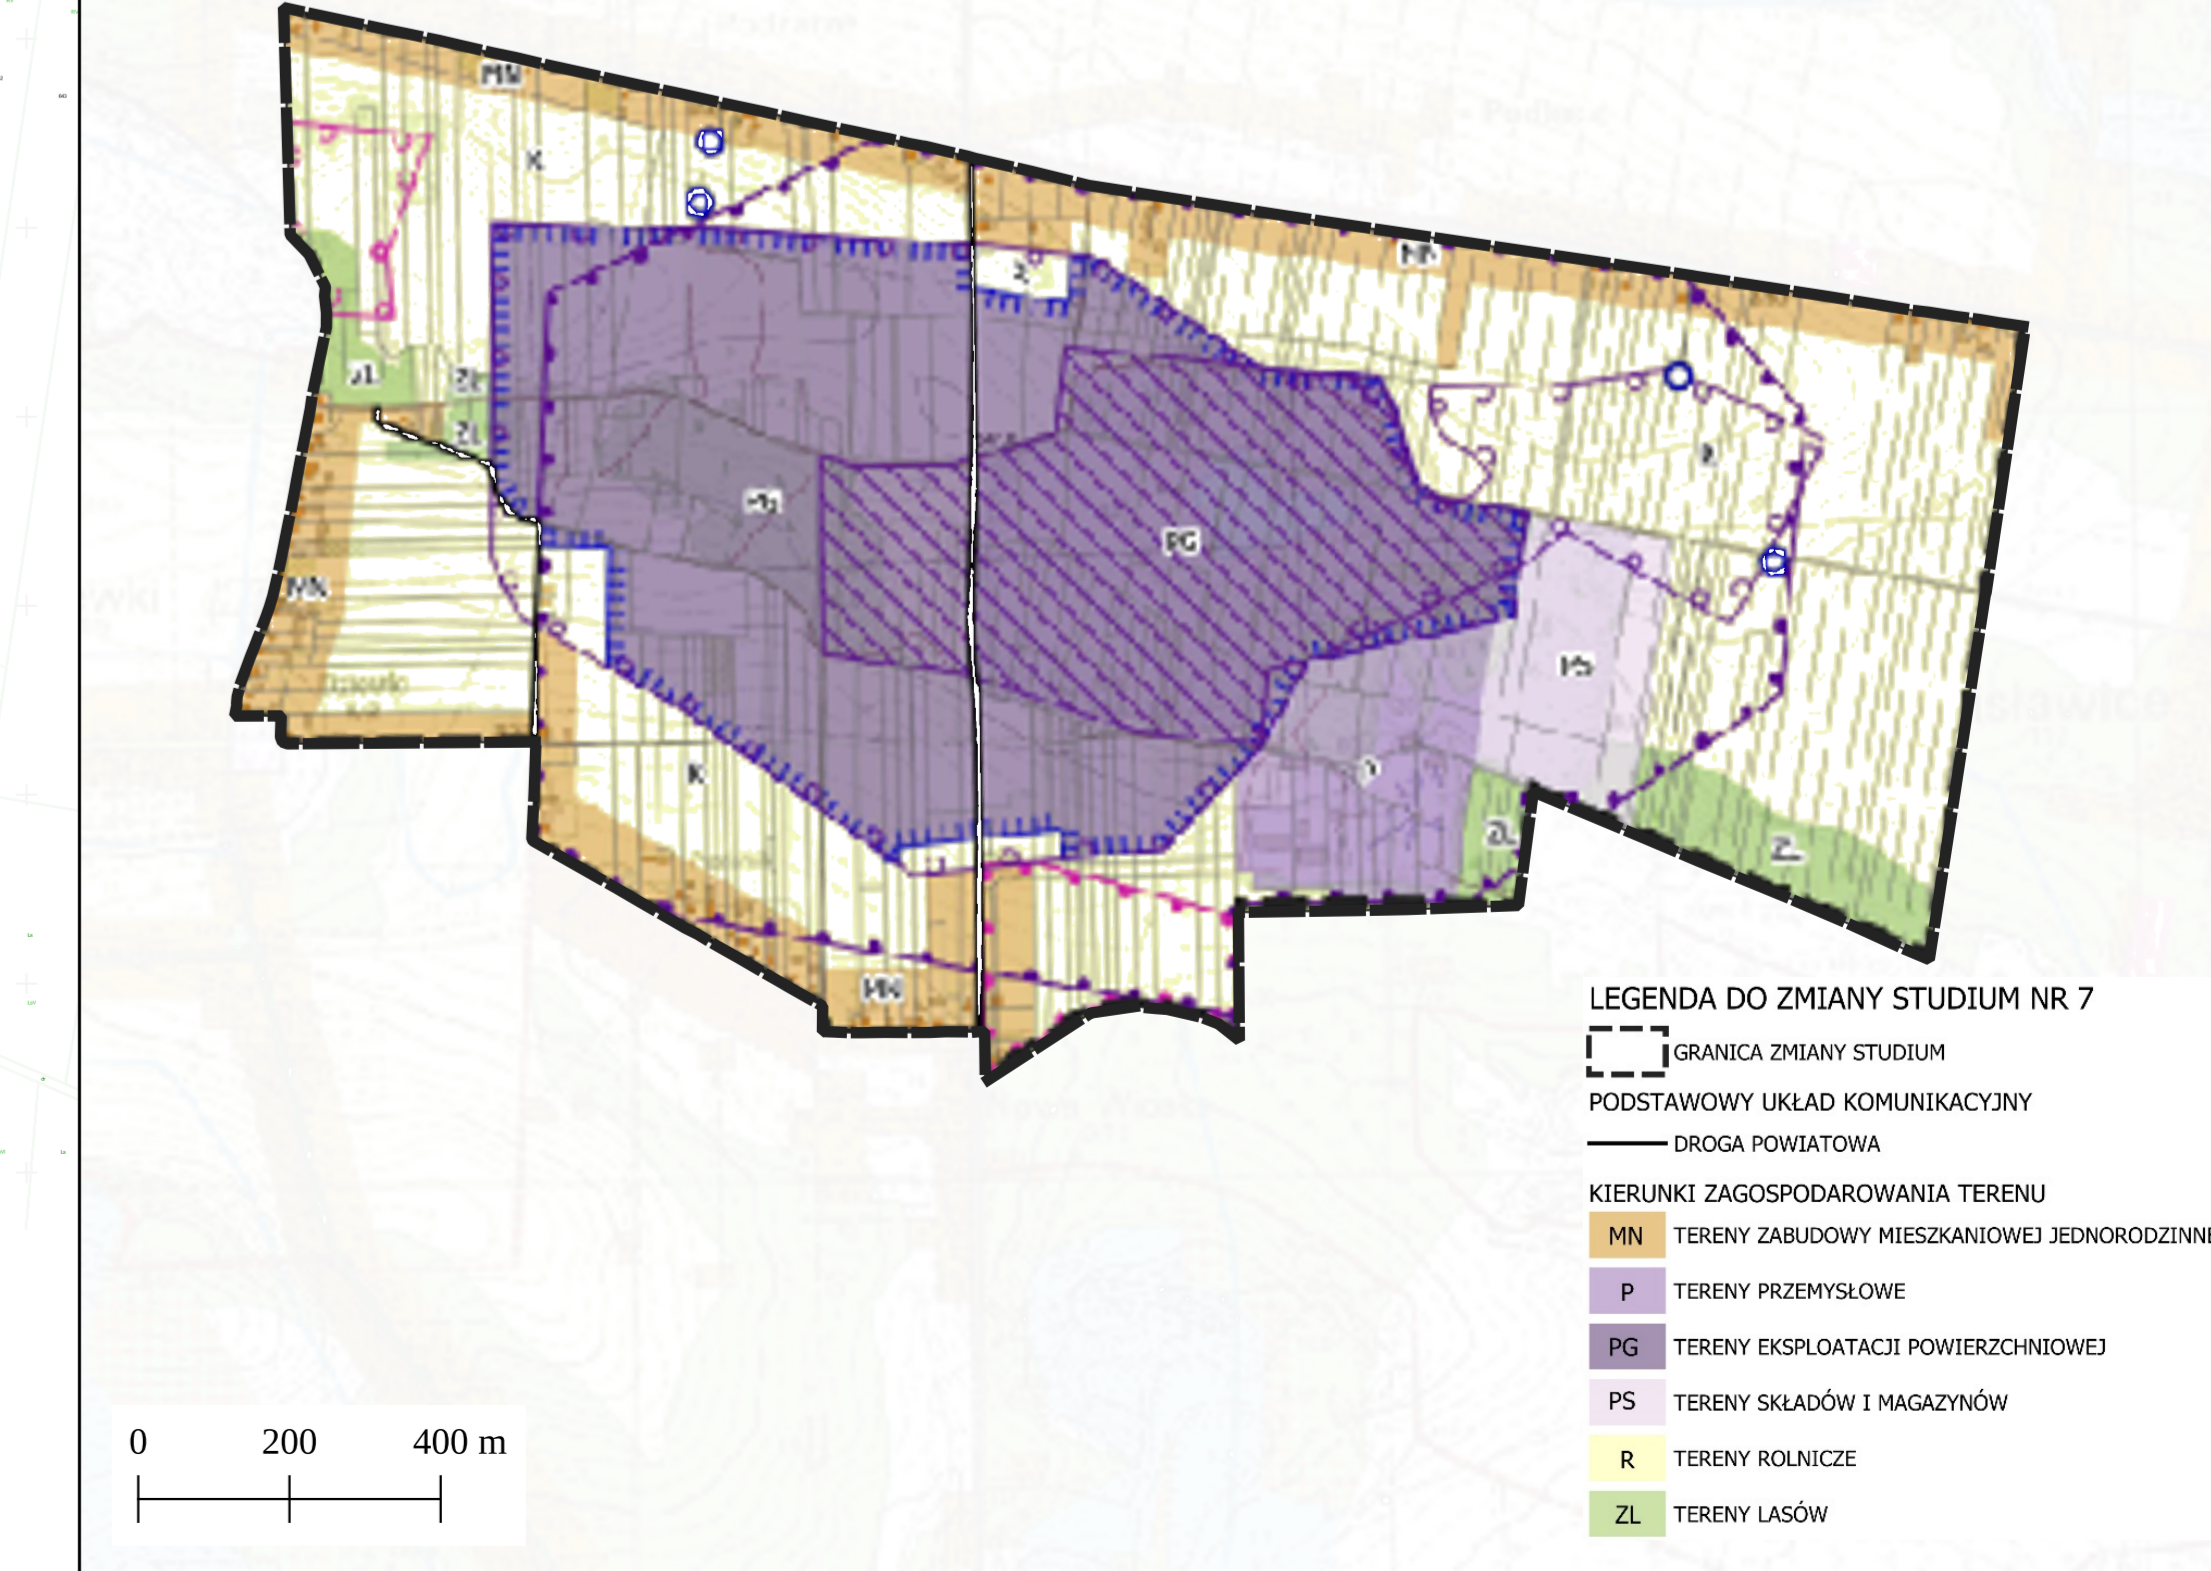 MN
K
MN
R
ZL
ZL
PG
PG
MN
PS
K
ZL
ZL
MN
LEGENDA DO ZMIANY STUDIUM NR 7
GRANICA ZMIANY STUDIUM
PODSTAWOWY UKŁAD KOMUNIKACYJNY
DROGA POWIATOWA
KIERUNKI ZAGOSPODAROWANIA TERENU
MN TERENY ZABUDOWY MIESZKANIOWEJ JEDNORODZINNE
P TERENY PRZEMYSŁOWE
PG TERENY EKSPLOATACJI POWIERZCHNIOWEJ
PS TERENY SKŁADÓW I MAGAZYNÓW
R TERENY ROLNICZE
ZL TERENY LASÓW
0 200 400 m